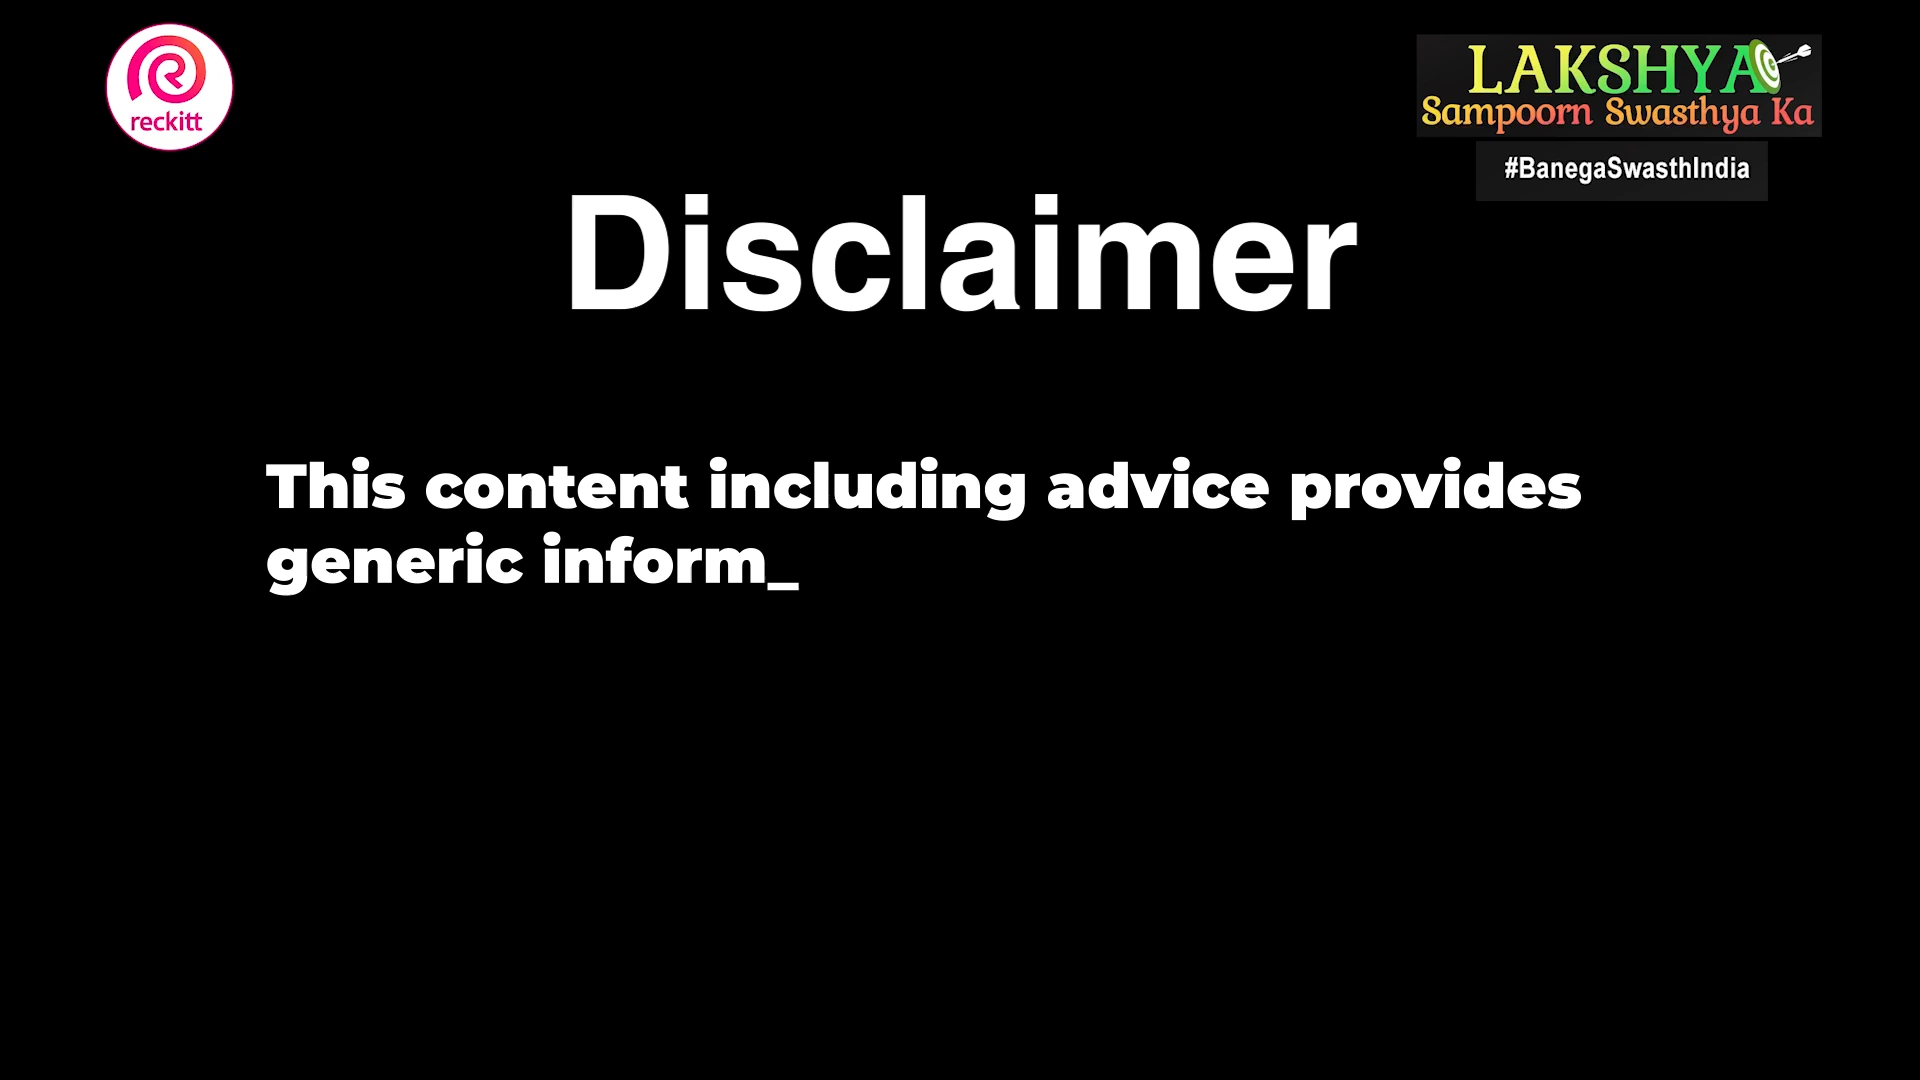 reckitt
LAKSHYA
Sampoorn Swasthya Ka
#BanegaSwasthIndia
Disclaimer
This content including advice provides
generic inform_